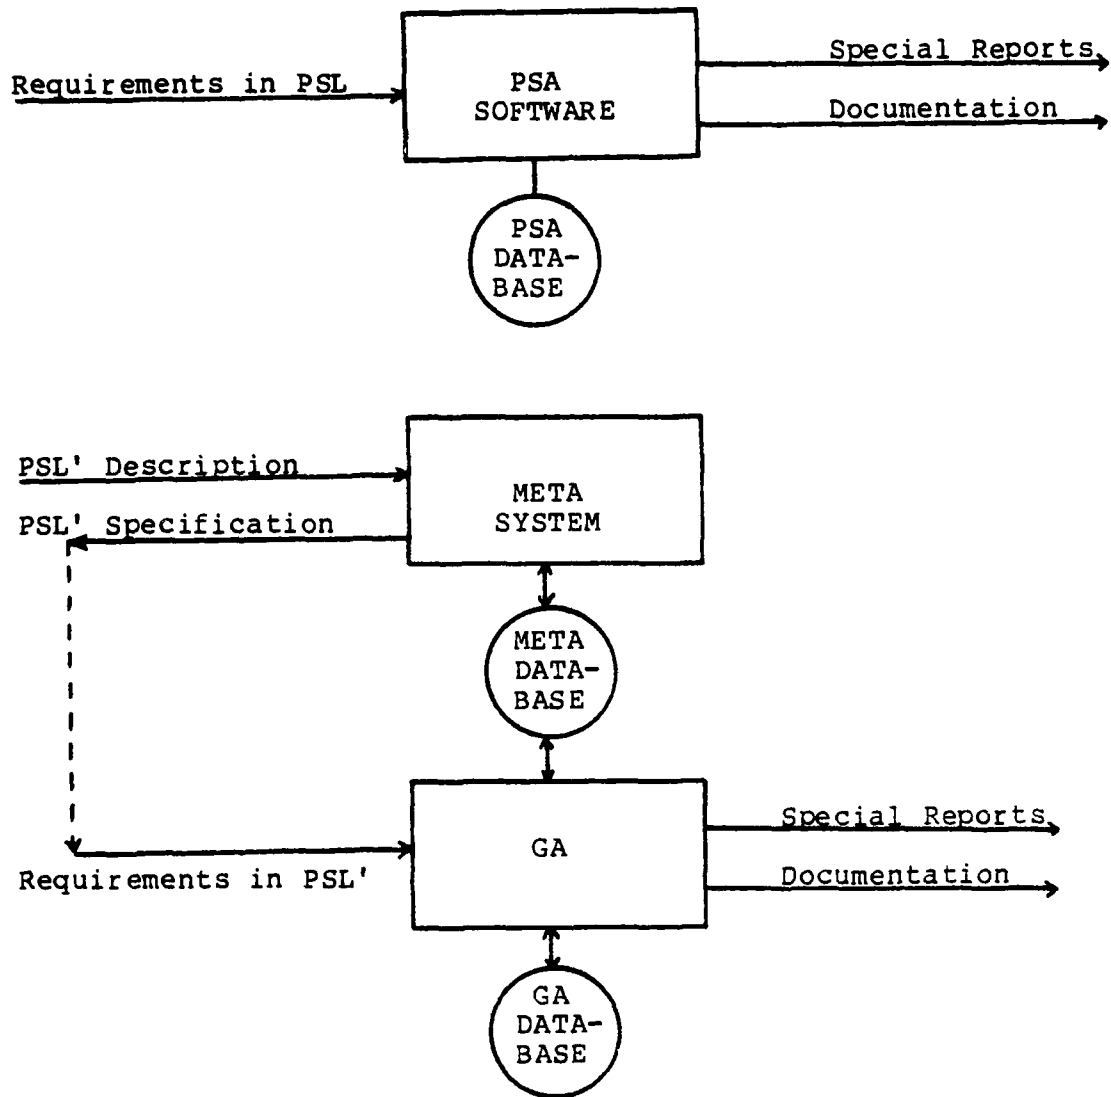 Special Reports
Requirements in PSL
PSA
SOFTWARE
Documentation
PSA
DATA-
BASE
PSL' Description
META
SYSTEM
PSL' Specification
META
DATA-
BASE
Special Reports
GA
Requirements in PSL'
Documentation
GA
DATA-
BASE